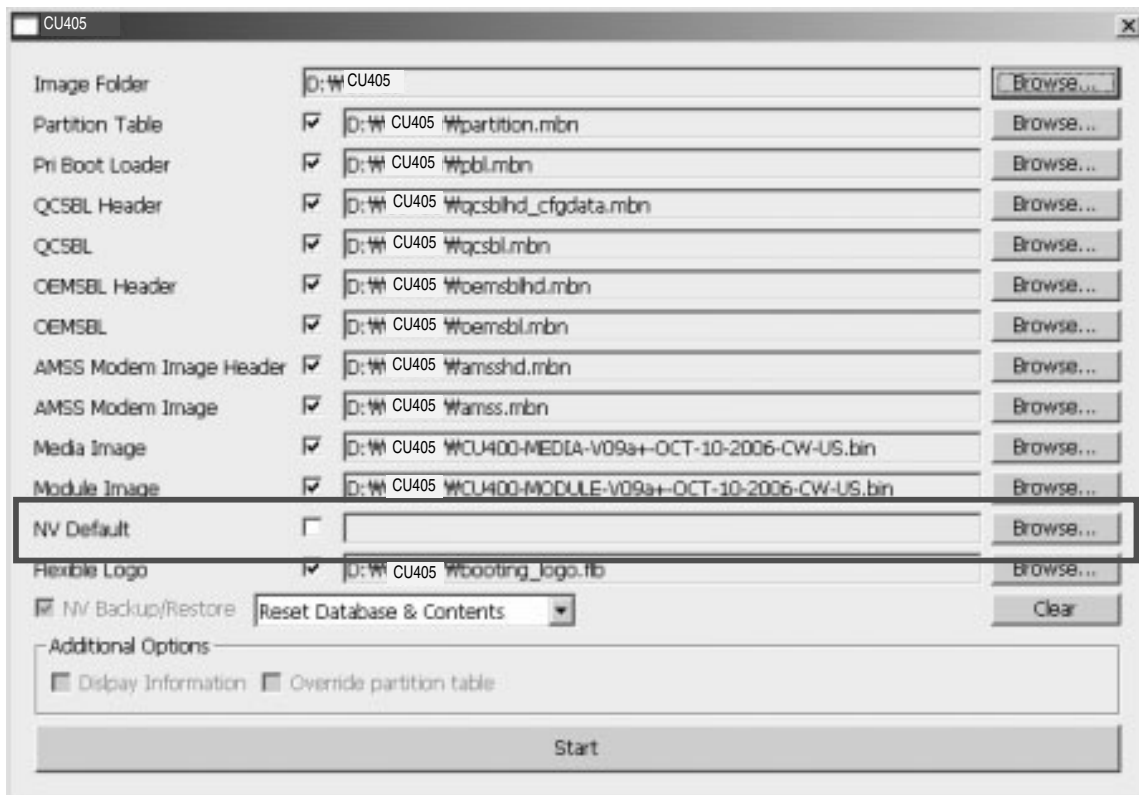 CU405
Image Folder D:₩ CU405 Browse...
Partition Table D:₩ CU405 ₩partition.mbn Browse...
Pri Boot Loader D:₩ CU405 ₩pbl.mbn Browse...
QCSBL Header D:₩ CU405 ₩qcsblhd_cfgdata.mbn Browse...
QCSBL D:₩ CU405 ₩qcsbl.mbn Browse...
OEMSBL Header D:₩ CU405 ₩oemsblhd.mbn Browse...
OEMSBL D:₩ CU405 ₩oemsbl.mbn Browse...
AMSS Modem Image Header D:₩ CU405 ₩amsshd.mbn Browse...
AMSS Modem Image D:₩ CU405 ₩amss.mbn Browse...
Media Image D:₩ CU405 ₩CU400-MEDIA-V09a+-OCT-10-2006-CW-US.bin Browse...
Module Image D:₩ CU405 ₩CU400-MODULE-V09a+-OCT-10-2006-CW-US.bin Browse...
NV Default Browse...
Flexible Logo D:₩ CU405 ₩booting_logo.flb Browse...
NV Backup/Restore Reset Database & Contents Clear
Additional Options
Dislpay Information Override partition table
Start